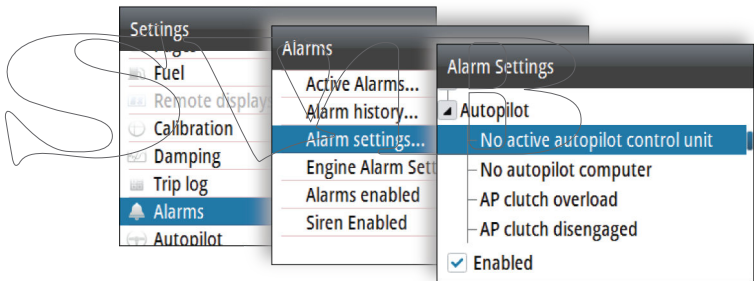 Settings
Fuel
Remote display
Calibration
Damping
Trip log
Alarms
Autopilot
Alarms
Active Alarms...
Alarm history...
Alarm settings...
Engine Alarm Sett
Alarms enabled
Siren Enabled
Alarm Settings
Autopilot
No active autopilot control unit
No autopilot computer
AP clutch overload
AP clutch disengaged
Enabled